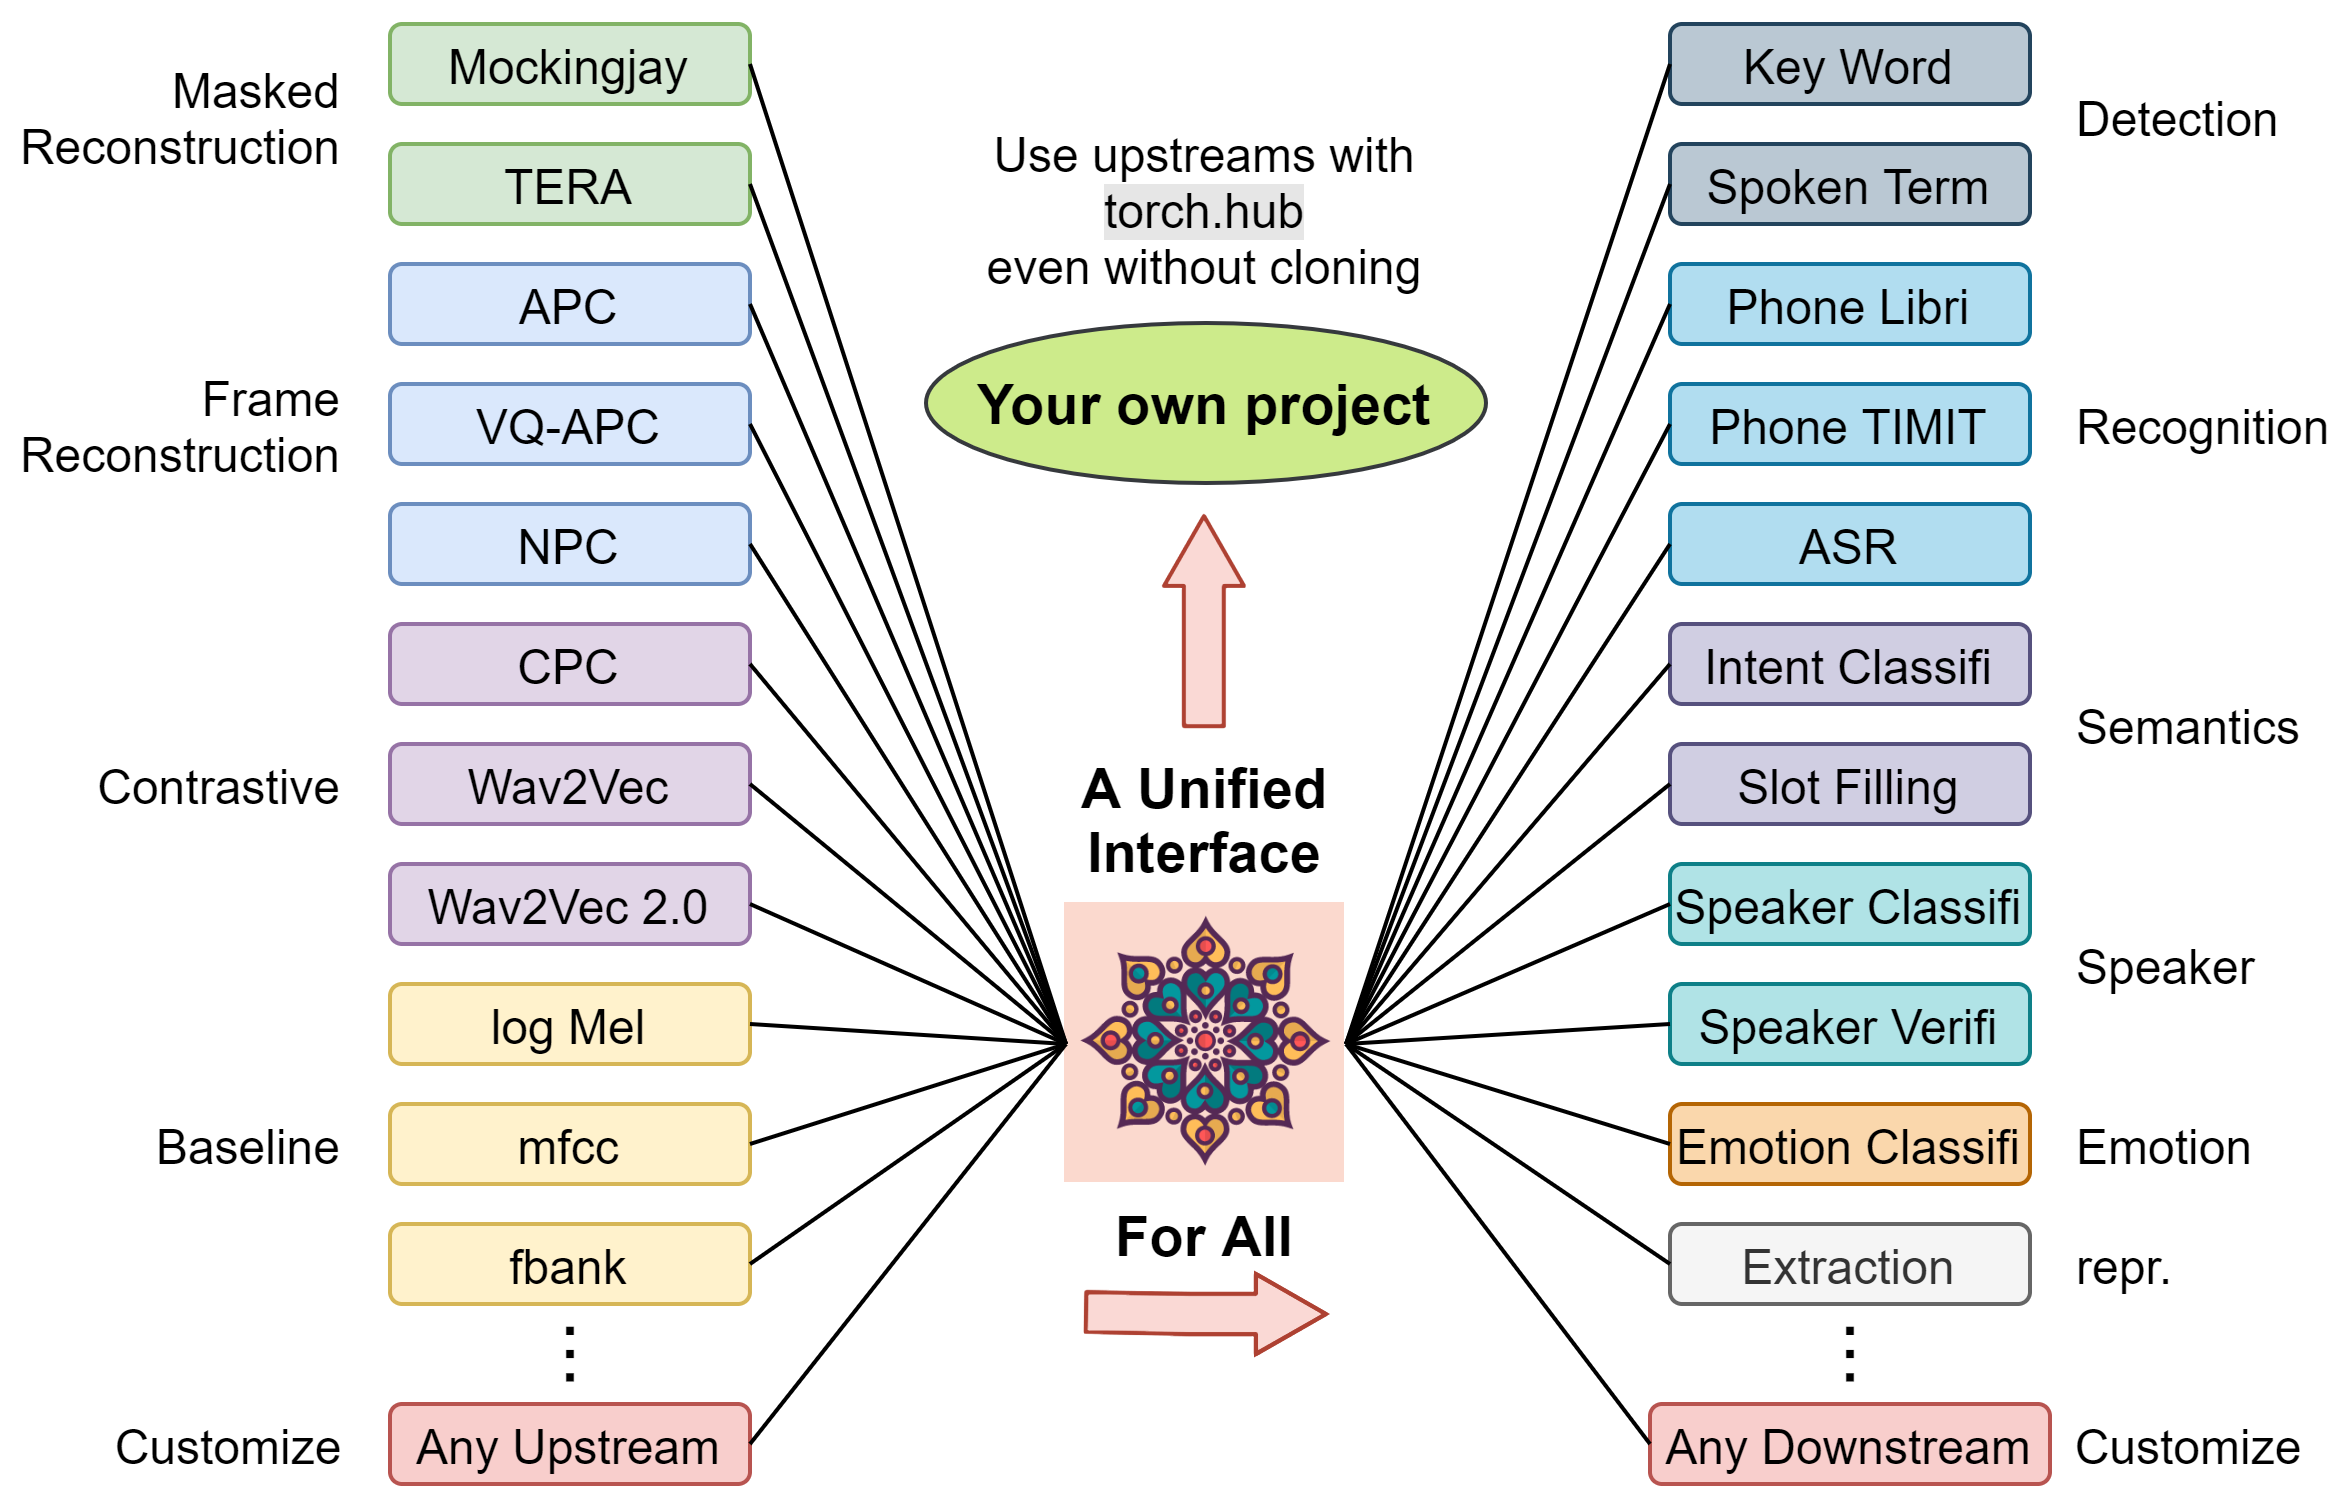 Masked
Reconstruction
Mockingjay
TERA
Frame
Reconstruction
APC
VQ-APC
NPC
Contrastive
CPC
Wav2Vec
Wav2Vec 2.0
Baseline
log Mel
mfcc
fbank
Customize
Any Upstream
Use upstreams with
torch.hub
even without cloning
Your own project
A Unified
Interface
For All
Key Word
Spoken Term
Detection
Phone Libri
Phone TIMIT
ASR
Recognition
Intent Classifi
Slot Filling
Semantics
Speaker Classifi
Speaker Verifi
Speaker
Emotion Classifi
Emotion
Extraction
repr.
Any Downstream
Customize